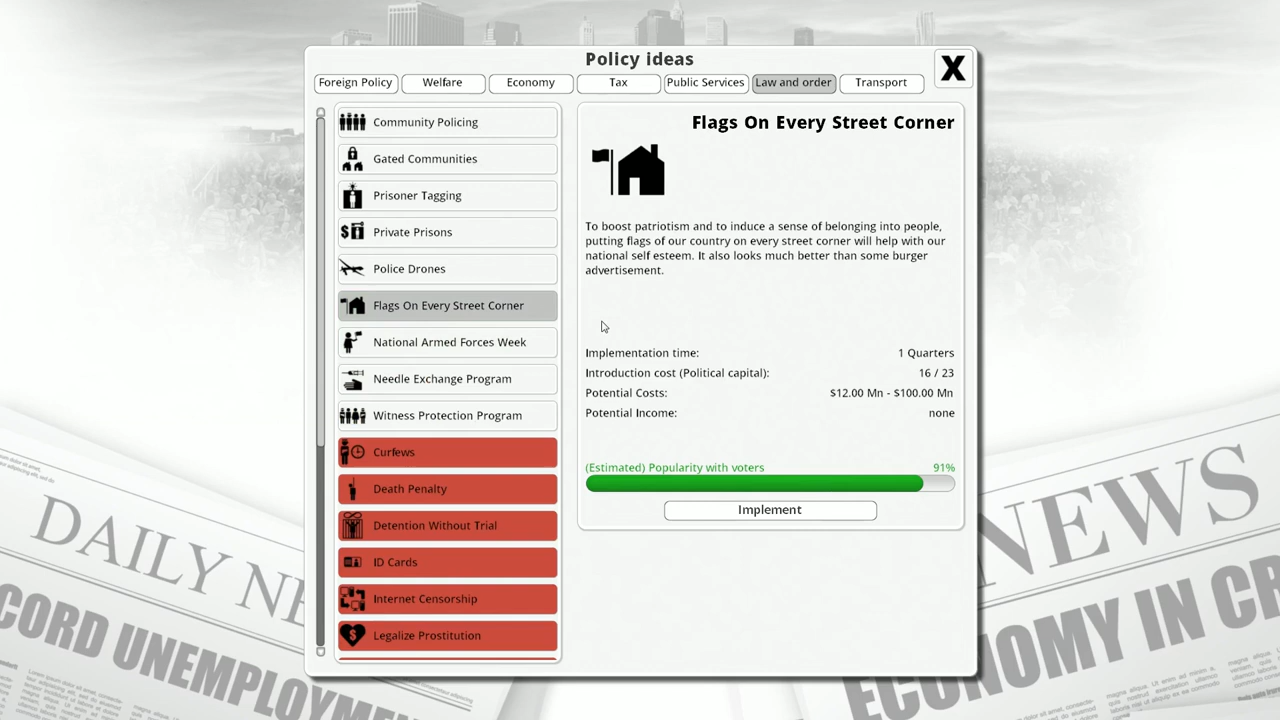 Policy ideas
X
Foreign Policy
Welfare
Economy
Tax
Public Services
Law and order
Transport
Community Policing
Gated Communities
Prisoner Tagging
Private Prisons
Police Drones
Flags On Every Street Corner
National Armed Forces Week
Needle Exchange Program
Witness Protection Program
Curfews
Death Penalty
Detention Without Trial
ID Cards
Internet Censorship
Legalize Prostitution
Flags On Every Street Corner
To boost patriotism and to induce a sense of belonging into people,
putting flags of our country on every street corner will help with our
national self esteem. It also looks much better than some burger
advertisement.
Implementation time: 1 Quarters
Introduction cost (Political capital): 16 / 23
Potential Costs: $12.00 Mn - $100.00 Mn
Potential Income: none
(Estimated) Popularity with voters 91%
Implement
DAILY NE
CORD UNEMPLOYM
NEWS
ECONOMY IN CR